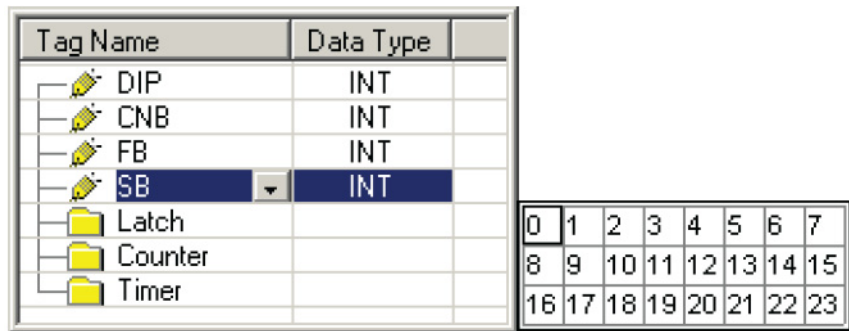 Tag Name Data Type
DIP INT
CNB INT
FB INT
SB INT
Latch
Counter
Timer
0 1 2 3 4 5 6 7
8 9 10 11 12 13 14 15
16 17 18 19 20 21 22 23